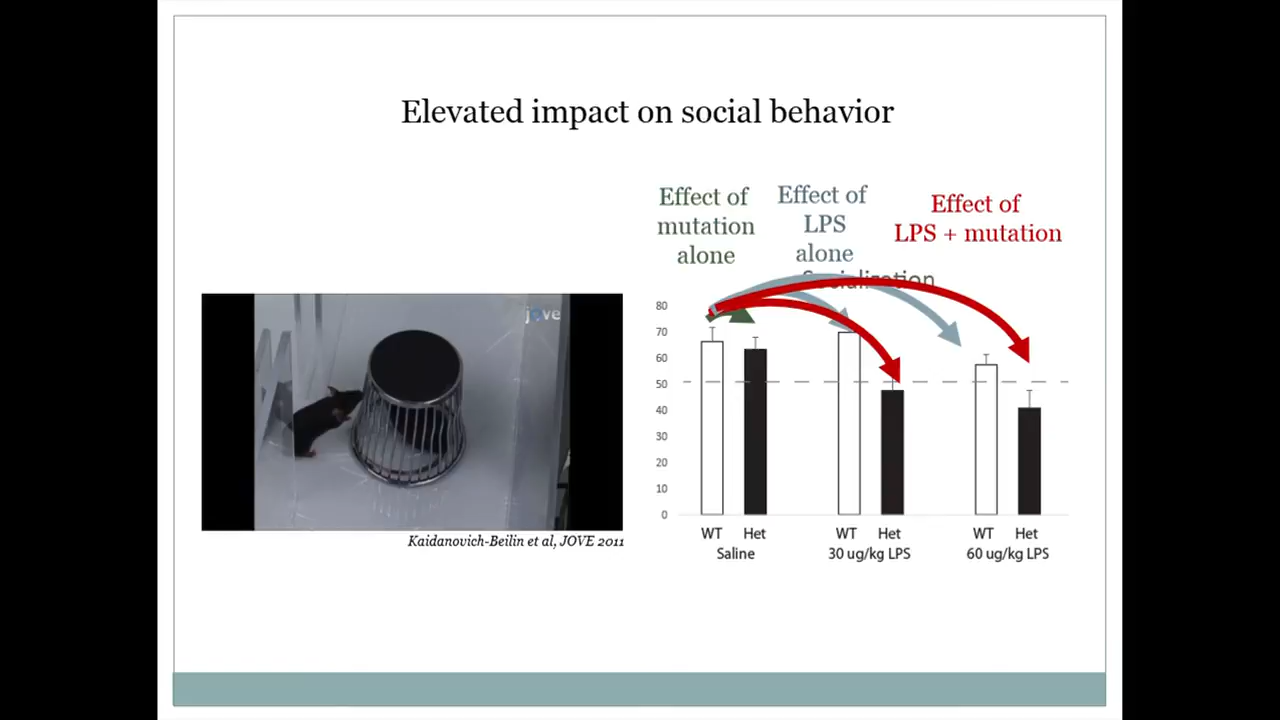 Elevated impact on social behavior
Effect of
mutation
alone
Effect of
LPS
alone
Effect of
LPS + mutation
Socialization
80
70
60
50
40
30
20
10
0
WT Het WT Het WT Het
Saline 30 ug/kg LPS 60 ug/kg LPS
jove
Kaidanovich-Beilin et al, JOVE 2011